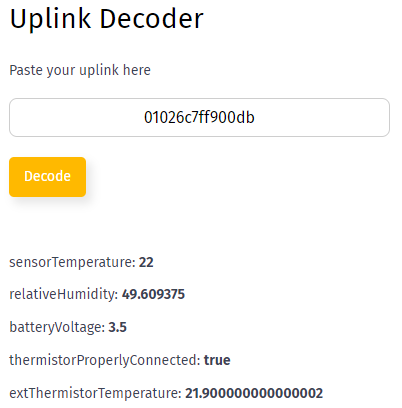 Uplink Decoder
Paste your uplink here
01026c7ff900db
Decode
sensorTemperature: 22
relativeHumidity: 49.609375
batteryVoltage: 3.5
thermistorProperlyConnected: true
extThermistorTemperature: 21.900000000000002